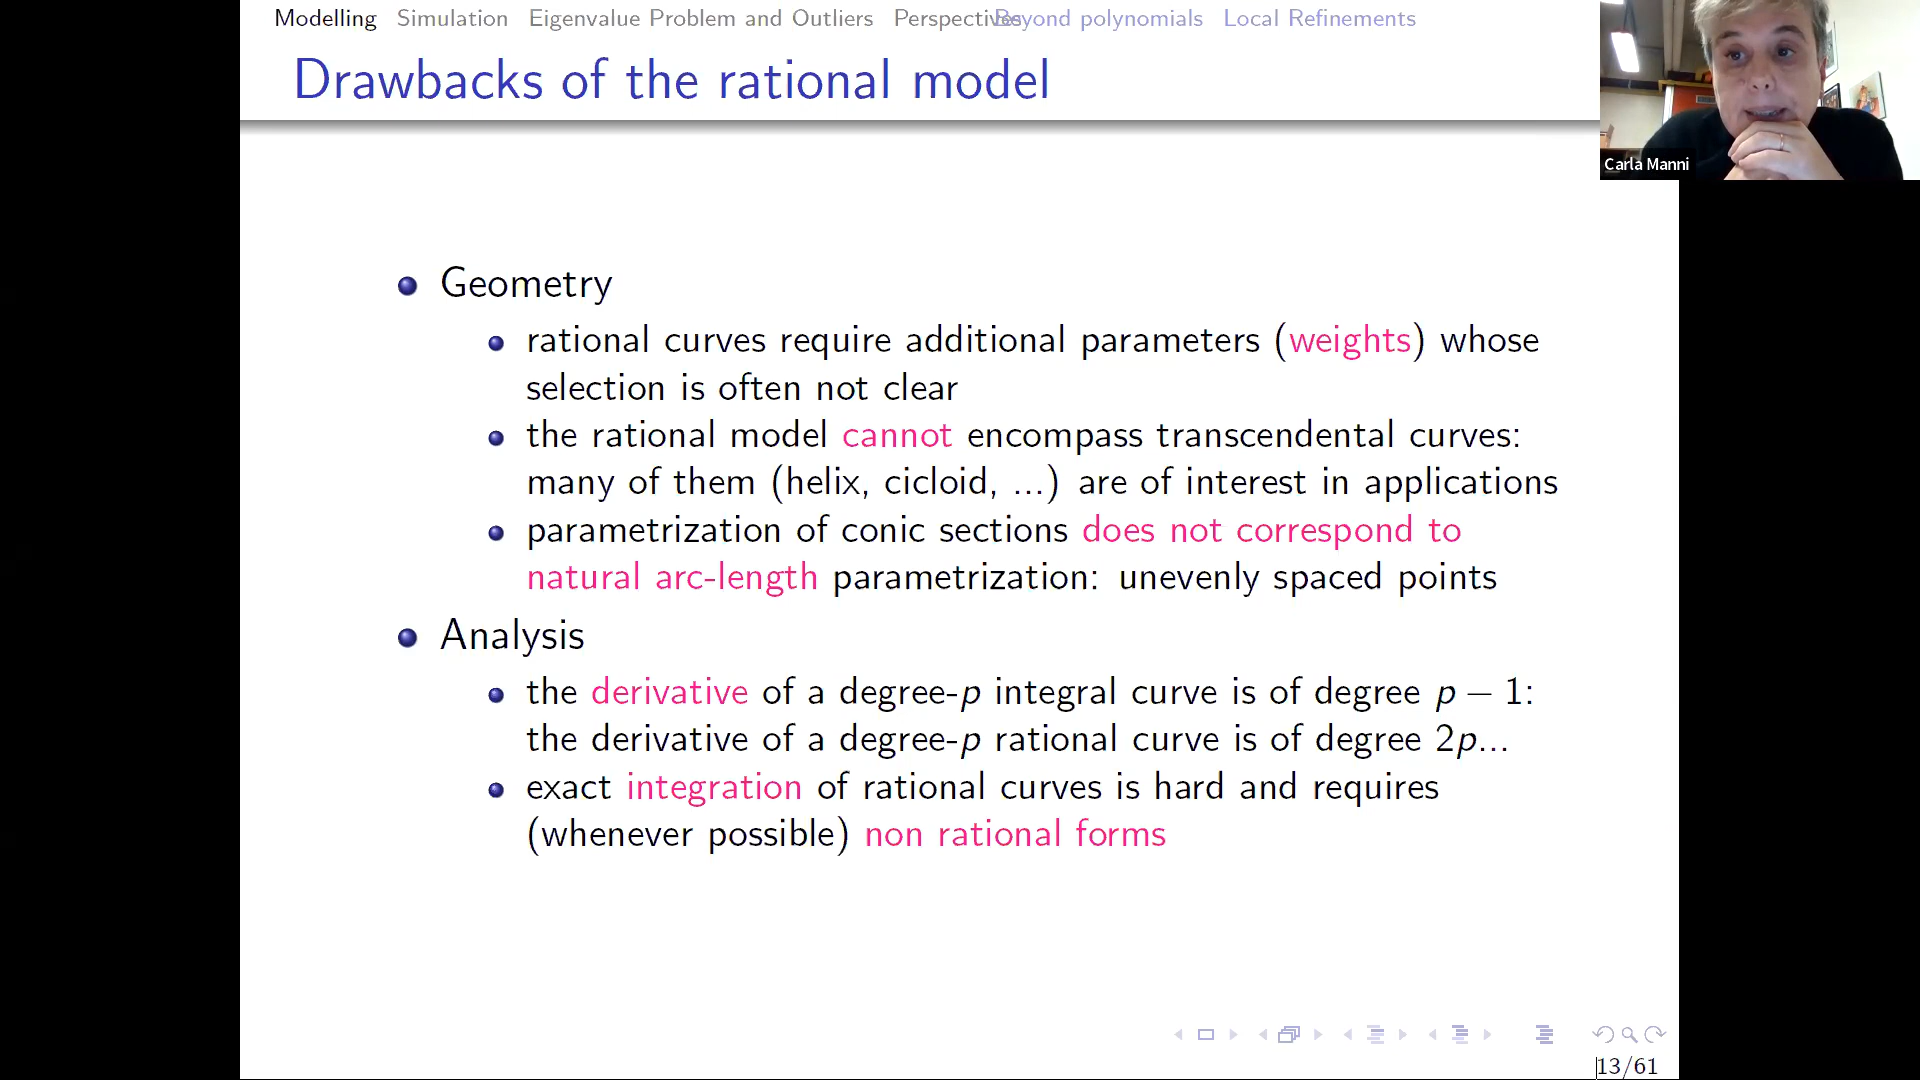 Modelling Simulation Eigenvalue Problem and Outliers Perspectives Beyond polynomials Local Refinements
Drawbacks of the rational model
Carla Manni
Geometry
rational curves require additional parameters (weights) whose
selection is often not clear
the rational model cannot encompass transcendental curves:
many of them (helix, cicloid, ...) are of interest in applications
parametrization of conic sections does not correspond to
natural arc-length parametrization: unevenly spaced points
Analysis
the derivative of a degree-p integral curve is of degree p − 1:
the derivative of a degree-p rational curve is of degree 2p...
exact integration of rational curves is hard and requires
(whenever possible) non rational forms
13/61